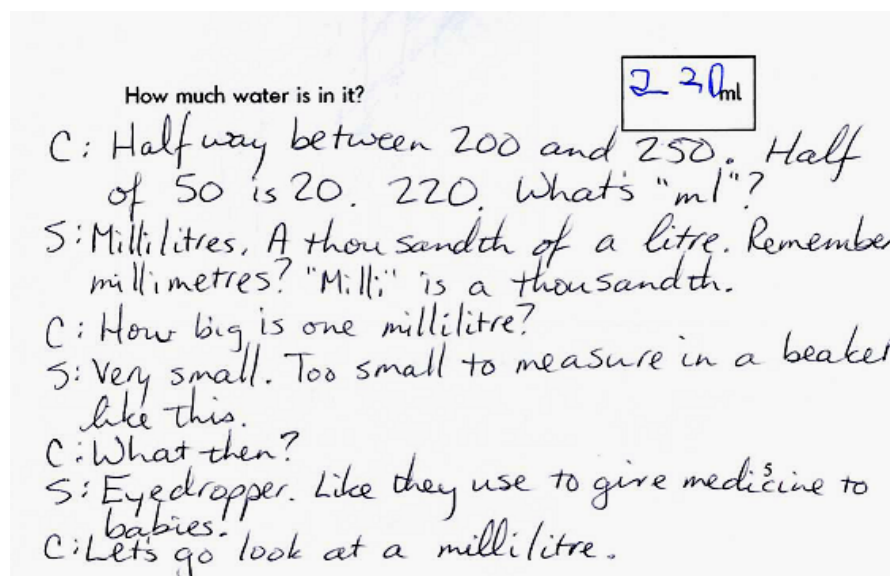 How much water is in it?
220 ml
C: Halfway between 200 and 250. Half
of 50 is 20. 220. What's "ml"?
S: Millilitres. A thousandth of a litre. Remember
millimetres? "Milli" is a thousandth.
C: How big is one millilitre?
S: Very small. Too small to measure in a beaker
like this.
C: What then?
S: Eyedropper. Like they use to give medicine to
babies.
C: Let's go look at a millilitre.